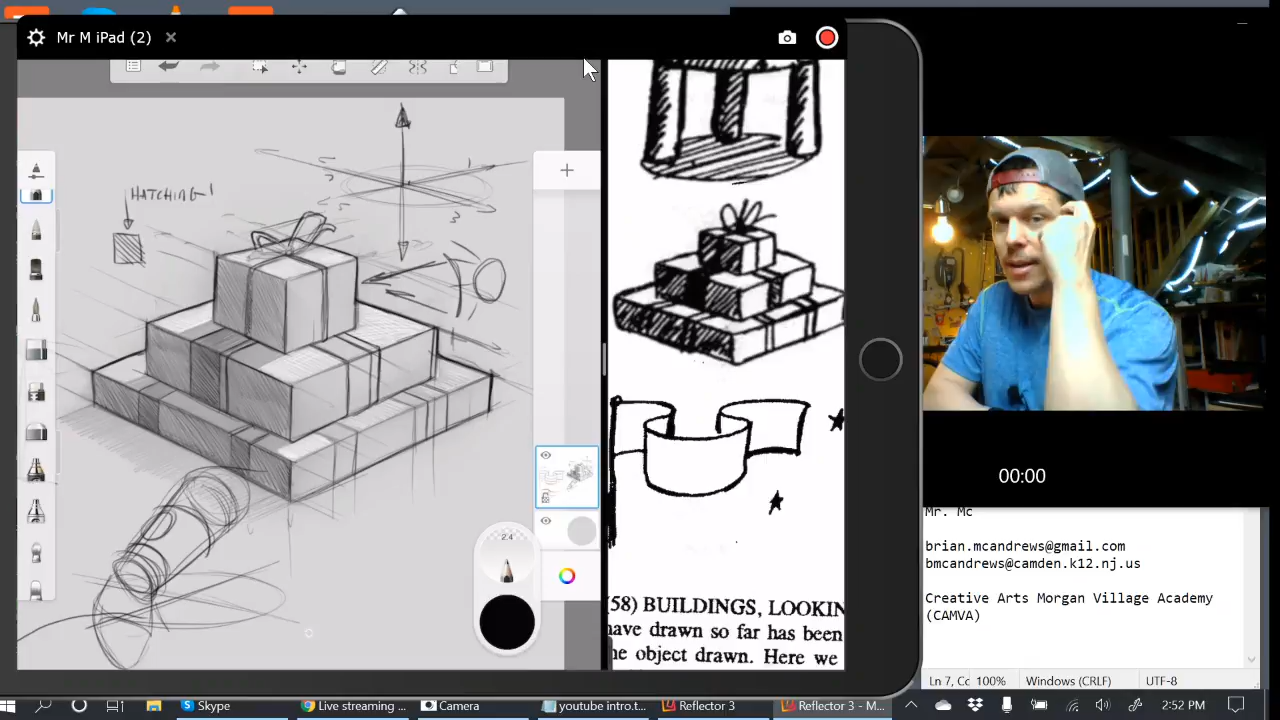 Mr M iPad (2)
HATCHING!
2.4
(58) BUILDINGS, LOOKIN
have drawn so far has been
he object drawn. Here we
00:00
Mr. Mc
brian.mcandrews@gmail.com
bmcandrews@camden.k12.nj.us
Creative Arts Morgan Village Academy
(CAMVA)
Ln 7, Cc 100% Windows (CRLF) UTF-8
Skype Live streaming ... Camera youtube intro.t... Reflector 3 Reflector 3 - M... 2:52 PM